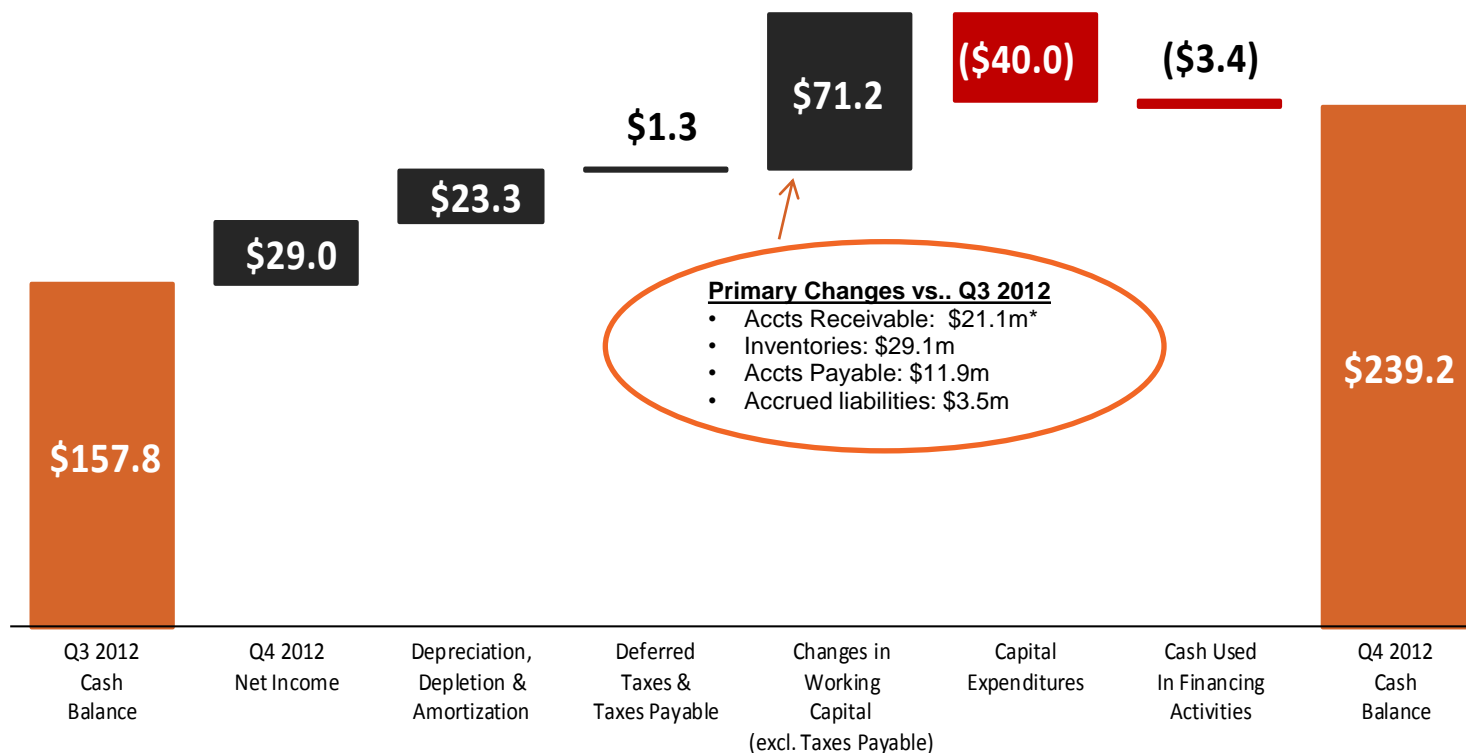 ($40.0)
($3.4)
$71.2
$1.3
$23.3
$29.0
Primary Changes vs.. Q3 2012
• Accts Receivable: $21.1m*
• Inventories: $29.1m
• Accts Payable: $11.9m
• Accrued liabilities: $3.5m
$239.2
$157.8
Q3 2012
Cash
Balance
Q4 2012
Net Income
Depreciation,
Depletion &
Amortization
Deferred
Taxes &
Taxes Payable
Changes in
Working
Capital
(excl. Taxes Payable)
Capital
Expenditures
Cash Used
In Financing
Activities
Q4 2012
Cash
Balance